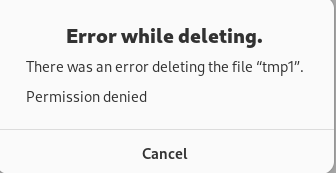 Error while deleting.
There was an error deleting the file “tmp1”.
Permission denied
Cancel